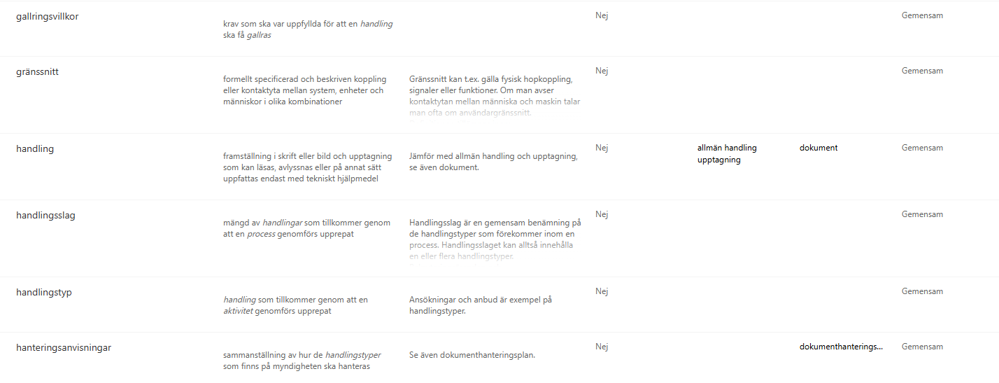 gallringsvillkor
krav som ska var uppfyllda för att en handling
ska få gallras
Nej
Gemensam
gränssnitt
formellt specificerad och beskriven koppling
eller kontaktyta mellan system, enheter och
människor i olika kombinationer
Gränssnitt kan t.ex. gälla fysisk hopkoppling,
signaler eller funktioner. Om man avser
kontaktytan mellan människa och maskin talar
man ofta om användargränssnitt.
Nej
Gemensam
handling
framställning i skrift eller bild och upptagning
som kan läsas, avlyssnas eller på annat sätt
uppfattas endast med tekniskt hjälpmedel
Jämför med allmän handling och upptagning,
se även dokument.
Nej
allmän handling
upptagning
dokument
Gemensam
handlingsslag
mängd av handlingar som tillkommer genom
att en process genomförs upprepat
Handlingsslag är en gemensam benämning på
de handlingstyper som förekommer inom en
process. Handlingsslaget kan alltså innehålla
en eller flera handlingstyper.
Nej
Gemensam
handlingstyp
handling som tillkommer genom att en
aktivitet genomförs upprepat
Ansökningar och anbud är exempel på
handlingstyper.
Nej
Gemensam
hanteringsanvisningar
sammanställning av hur de handlingstyper
som finns på myndigheten ska hanteras
Se även dokumenthanteringsplan.
Nej
dokumenthanterings...
Gemensam